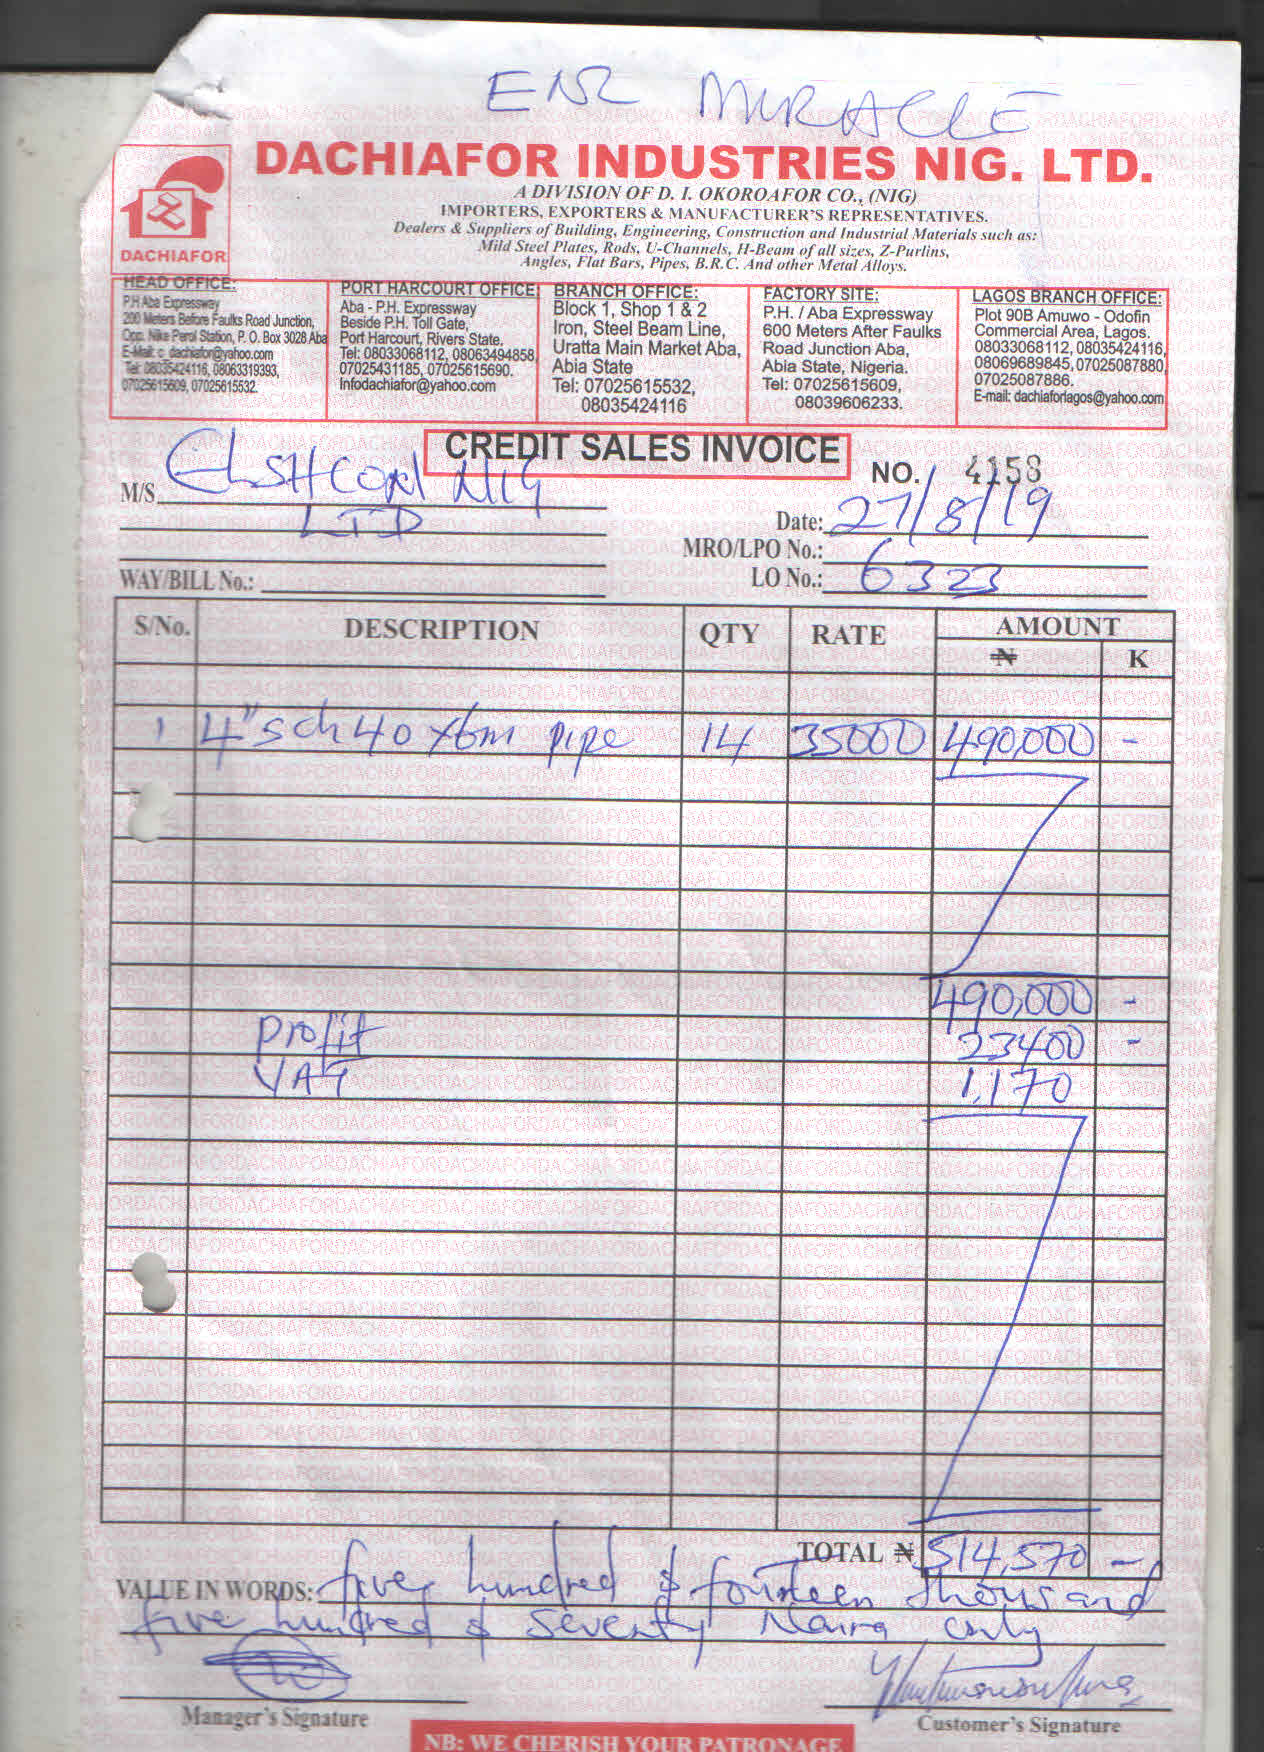 ENR MIRACLE
DACHIAFOR INDUSTRIES NIG. LTD.
A DIVISION OF D. I. OKOROAFOR CO., (NIG)
IMPORTERS, EXPORTERS & MANUFACTURER'S REPRESENTATIVES.
Dealers & Suppliers of Building, Engineering, Construction and Industrial Materials such as:
Mild Steel Plates, Rods, U-Channels, H-Beam of all sizes, Z-Purlins,
Angles, Flat Bars, Pipes, B.R.C. And other Metal Alloys.
DACHIAFOR
HEAD OFFICE:
P.H Aba Expressway
200 Meters Before Faulks Road Junction,
Opp. Nike Petrol Station, P. O. Box 3028 Aba
E-Mail: c_dachiafor@yahoo.com
Tel: 08035424116, 08063319393,
07025615609, 07025615532.
PORT HARCOURT OFFICE:
Aba - P.H. Expressway
Beside P.H. Toll Gate,
Port Harcourt, Rivers State.
Tel: 08033068112, 08063494858,
07025431185, 07025615690.
Infodachiafor@yahoo.com
BRANCH OFFICE:
Block 1, Shop 1 & 2
Iron, Steel Beam Line,
Uratta Main Market Aba,
Abia State
Tel: 07025615532,
08035424116
FACTORY SITE:
P.H. / Aba Expressway
600 Meters After Faulks
Road Junction Aba,
Abia State, Nigeria.
Tel: 07025615609,
08039606233.
LAGOS BRANCH OFFICE:
Plot 90B Amuwo - Odofin
Commercial Area, Lagos.
08033068112, 08035424116,
08069689845, 07025087880,
07025087886.
E-mail: dachiaforlagos@yahoo.com
CREDIT SALES INVOICE
NO. 4158
M/S ELSHCON NIG
LTD
Date: 27/8/19
MRO/LPO No.:
LO No.: 6323
WAY/BILL No.:
S/No. DESCRIPTION QTY RATE AMOUNT
₦ K
1 4" sch 40 x6m pipe 14 35000 490,000 -
490,000 -
Profit 23400 -
VAT 1,170
TOTAL ₦ 514,570 -
VALUE IN WORDS: five hundred & fourteen thousand
five hundred & seventy Naira only
Manager's Signature
Customer's Signature
NB: WE CHERISH YOUR PATRONAGE